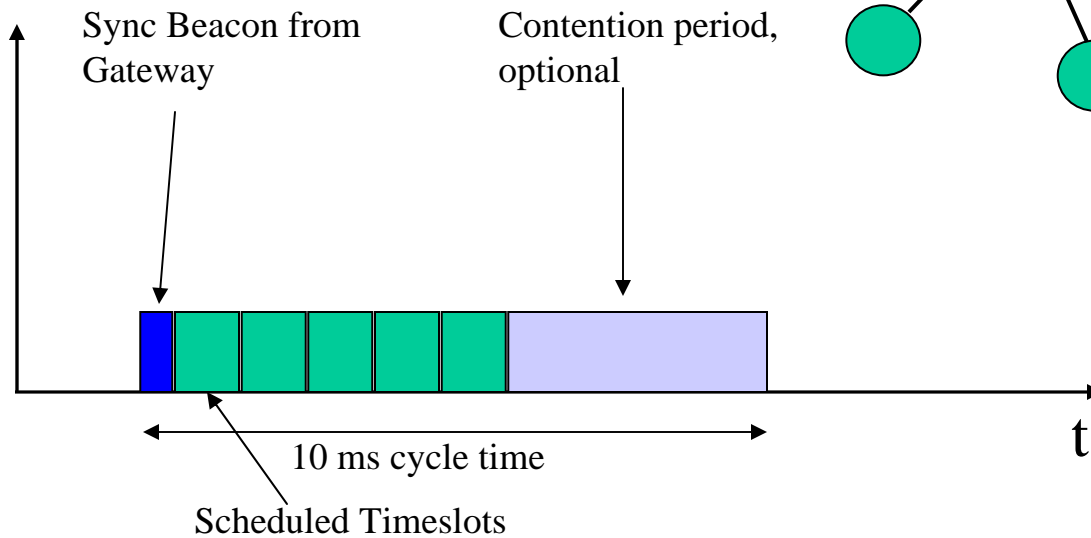 Sync Beacon from
Gateway
Contention period,
optional
t
10 ms cycle time
Scheduled Timeslots